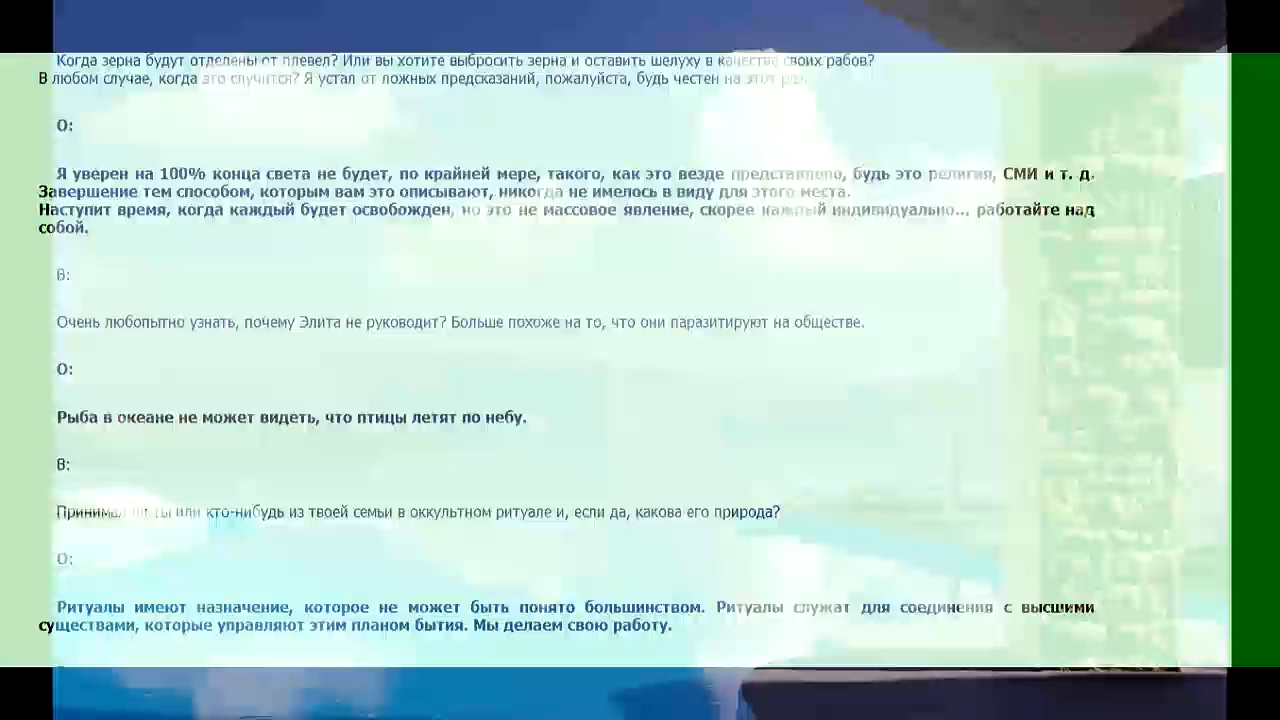 Когда зерна будут отделены от плевел? Или вы хотите выбросить зерна и оставить шелуху в качестве своих рабов?
В любом случае, когда это случится? Я устал от ложных предсказаний, пожалуйста, будь честен на этот раз.
О:
Я уверен на 100% конца света не будет, по крайней мере, такого, как это везде представлено, будь это религия, СМИ и т. д.
Завершение тем способом, которым вам это описывают, никогда не имелось в виду для этого места.
Наступит время, когда каждый будет освобожден, но это не массовое явление, скорее каждый индивидуально... работайте над
собой.
В:
Очень любопытно узнать, почему Элита не руководит? Больше похоже на то, что они паразитируют на обществе.
О:
Рыба в океане не может видеть, что птицы летят по небу.
В:
Принимал ли ты или кто-нибудь из твоей семьи в оккультном ритуале и, если да, какова его природа?
О:
Ритуалы имеют назначение, которое не может быть понято большинством. Ритуалы служат для соединения с высшими
существами, которые управляют этим планом бытия. Мы делаем свою работу.